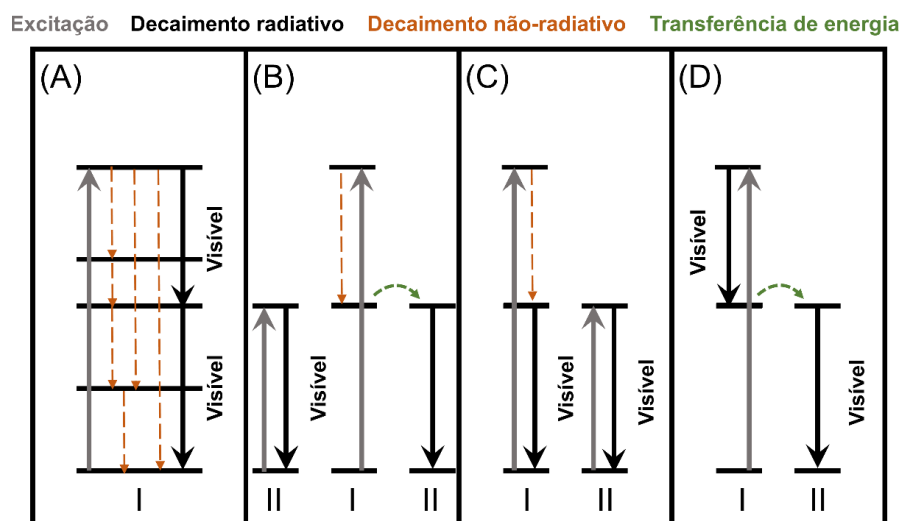 Excitação Decaimento radiativo Decaimento não-radiativo Transferência de energia
(A) (B) (C) (D)
Visível
Visível
I
Visível
II I II
Visível
Visível
I II
Visível
Visível
I II